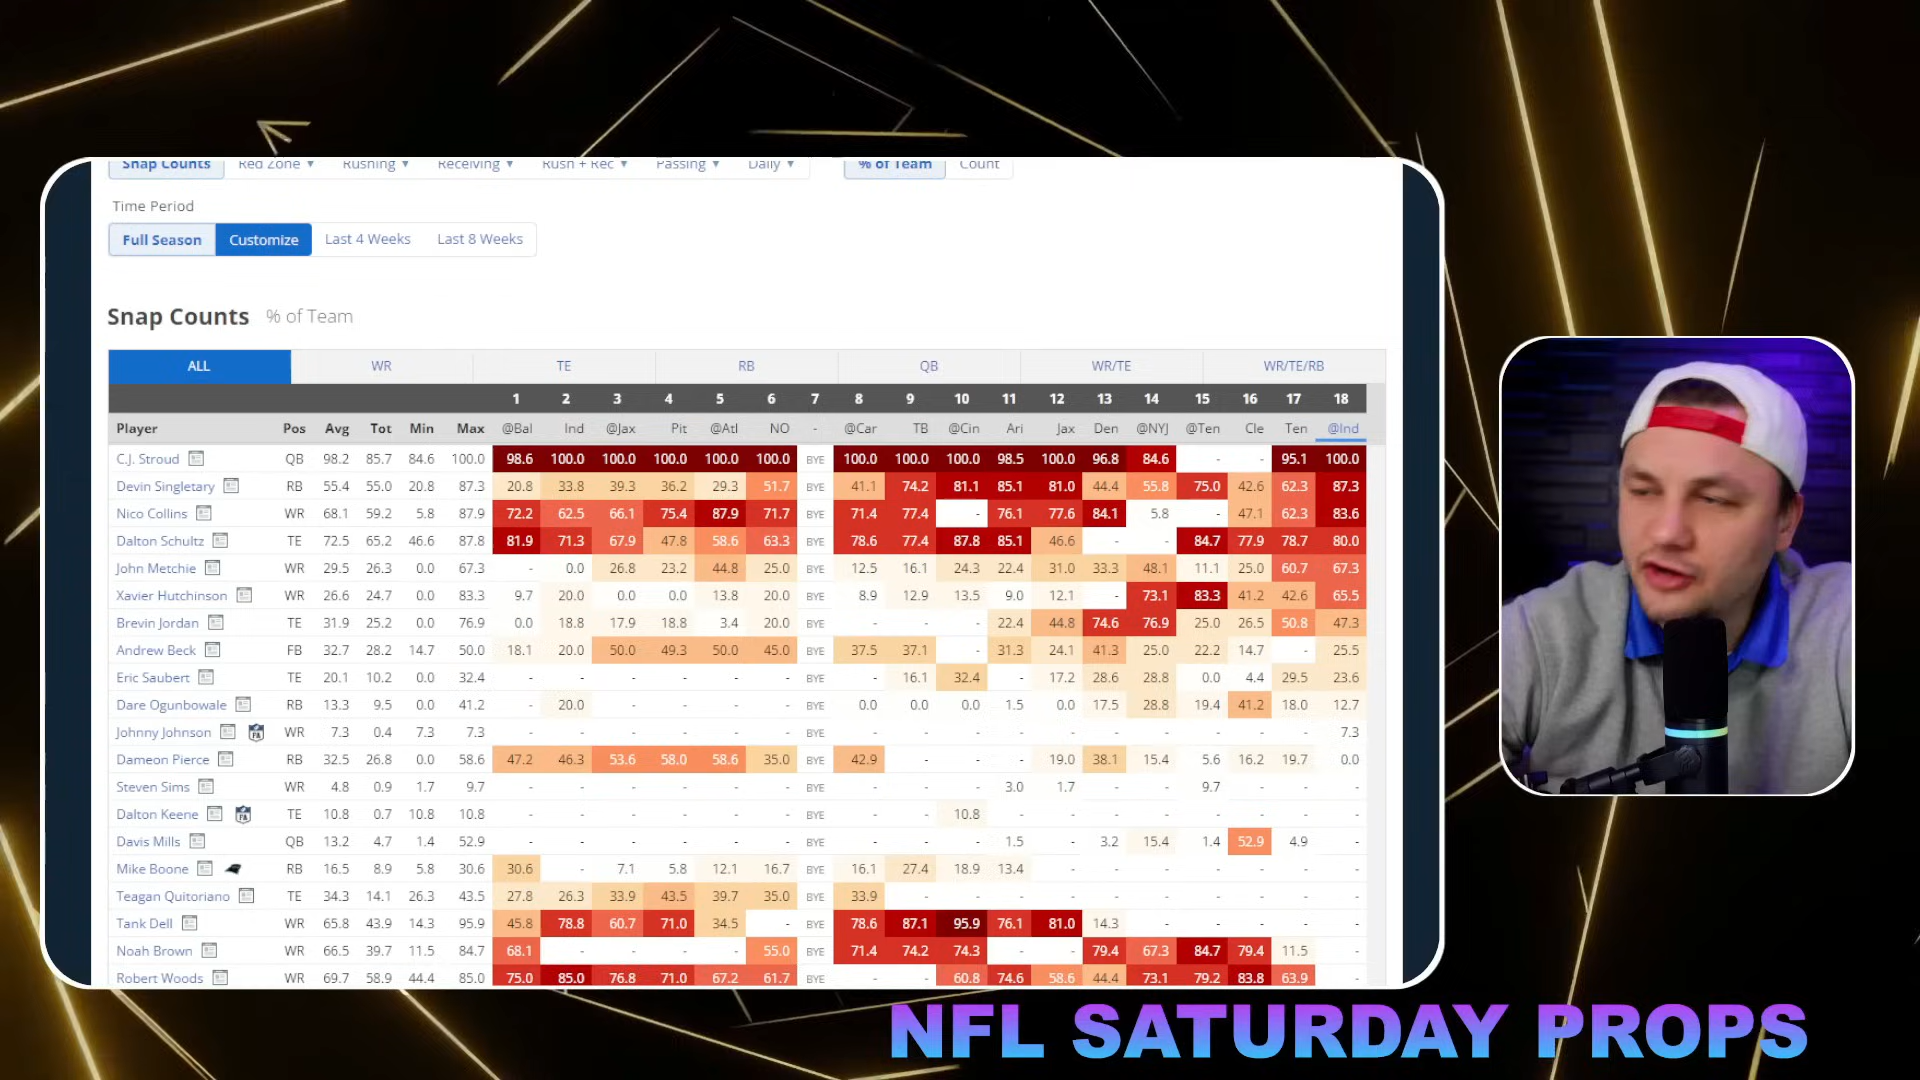 Snap Counts Red Zone ▼ Rushing ▼ Receiving ▼ Rush + Rec ▼ Passing ▼ Daily ▼ % of Team Count
Time Period
Full Season Customize Last 4 Weeks Last 8 Weeks
Snap Counts % of Team
ALL WR TE RB QB WR/TE WR/TE/RB
1 2 3 4 5 6 7 8 9 10 11 12 13 14 15 16 17 18
Player Pos Avg Tot Min Max @Bal Ind @Jax Pit @Atl NO - @Car TB @Cin Ari Jax Den @NYJ @Ten Cle Ten @Ind
C.J. Stroud QB 98.2 85.7 84.6 100.0 98.6 100.0 100.0 100.0 100.0 100.0 BYE 100.0 100.0 100.0 98.5 100.0 96.8 84.6 - - 95.1 100.0
Devin Singletary RB 55.4 55.0 20.8 87.3 20.8 33.8 39.3 36.2 29.3 51.7 BYE 41.1 74.2 81.1 85.1 81.0 44.4 55.8 75.0 42.6 62.3 87.3
Nico Collins WR 68.1 59.2 5.8 87.9 72.2 62.5 66.1 75.4 87.9 71.7 BYE 71.4 77.4 - 76.1 77.6 84.1 5.8 - 47.1 62.3 83.6
Dalton Schultz TE 72.5 65.2 46.6 87.8 81.9 71.3 67.9 47.8 58.6 63.3 BYE 78.6 77.4 87.8 85.1 46.6 - - 84.7 77.9 78.7 80.0
John Metchie WR 29.5 26.3 0.0 67.3 - 0.0 26.8 23.2 44.8 25.0 BYE 12.5 16.1 24.3 22.4 31.0 33.3 48.1 11.1 25.0 60.7 67.3
Xavier Hutchinson WR 26.6 24.7 0.0 83.3 9.7 20.0 0.0 0.0 13.8 20.0 BYE 8.9 12.9 13.5 9.0 12.1 - 73.1 83.3 41.2 42.6 65.5
Brevin Jordan TE 31.9 25.2 0.0 76.9 0.0 18.8 17.9 18.8 3.4 20.0 BYE - - - 22.4 44.8 74.6 76.9 25.0 26.5 50.8 47.3
Andrew Beck FB 32.7 28.2 14.7 50.0 18.1 20.0 50.0 49.3 50.0 45.0 BYE 37.5 37.1 - 31.3 24.1 41.3 25.0 22.2 14.7 - 25.5
Eric Saubert TE 20.1 10.2 0.0 32.4 - - - - - - BYE - 16.1 32.4 - 17.2 28.6 28.8 0.0 4.4 29.5 23.6
Dare Ogunbowale RB 13.3 9.5 0.0 41.2 - 20.0 - - - - BYE 0.0 0.0 0.0 1.5 0.0 17.5 28.8 19.4 41.2 18.0 12.7
Johnny Johnson FA WR 7.3 0.4 7.3 7.3 - - - - - - BYE - - - - - - - - - - 7.3
Dameon Pierce RB 32.5 26.8 0.0 58.6 47.2 46.3 53.6 58.0 58.6 35.0 BYE 42.9 - - - 19.0 38.1 15.4 5.6 16.2 19.7 0.0
Steven Sims WR 4.8 0.9 1.7 9.7 - - - - - - BYE - - - 3.0 1.7 - - 9.7 - - -
Dalton Keene FA TE 10.8 0.7 10.8 10.8 - - - - - - BYE - - 10.8 - - - - - - - -
Davis Mills QB 13.2 4.7 1.4 52.9 - - - - - - BYE - - - 1.5 - 3.2 15.4 1.4 52.9 4.9 -
Mike Boone RB 16.5 8.9 5.8 30.6 30.6 - 7.1 5.8 12.1 16.7 BYE 16.1 27.4 18.9 13.4 - - - - - - -
Teagan Quitoriano TE 34.3 14.1 26.3 43.5 27.8 26.3 33.9 43.5 39.7 35.0 BYE 33.9 - - - - - - - - - -
Tank Dell WR 65.8 43.9 14.3 95.9 45.8 78.8 60.7 71.0 34.5 - BYE 78.6 87.1 95.9 76.1 81.0 14.3 - - - - -
Noah Brown WR 66.5 39.7 11.5 84.7 68.1 - - - - 55.0 BYE 71.4 74.2 74.3 - - 79.4 67.3 84.7 79.4 11.5 -
Robert Woods WR 69.7 58.9 44.4 85.0 75.0 85.0 76.8 71.0 67.2 61.7 BYE - - 60.8 74.6 58.6 44.4 73.1 79.2 83.8 63.9 -
NFL SATURDAY PROPS